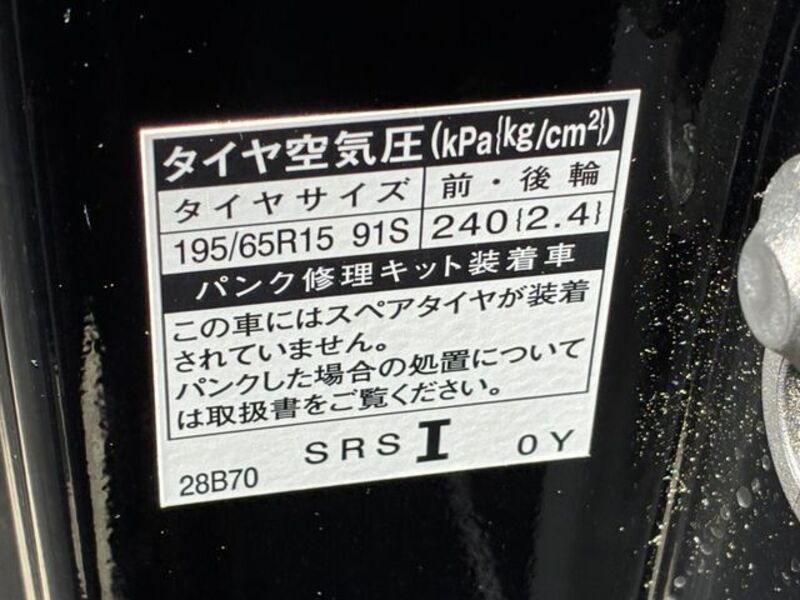 タイヤ空気圧(kPa{kg/cm²})
タイヤサイズ 前・後輪
195/65R15 91S 240{2.4}
パンク修理キット装着車
この車にはスペアタイヤが装着
されていません。
パンクした場合の処置について
は取扱書をご覧ください。
28B70 SRS I 0Y